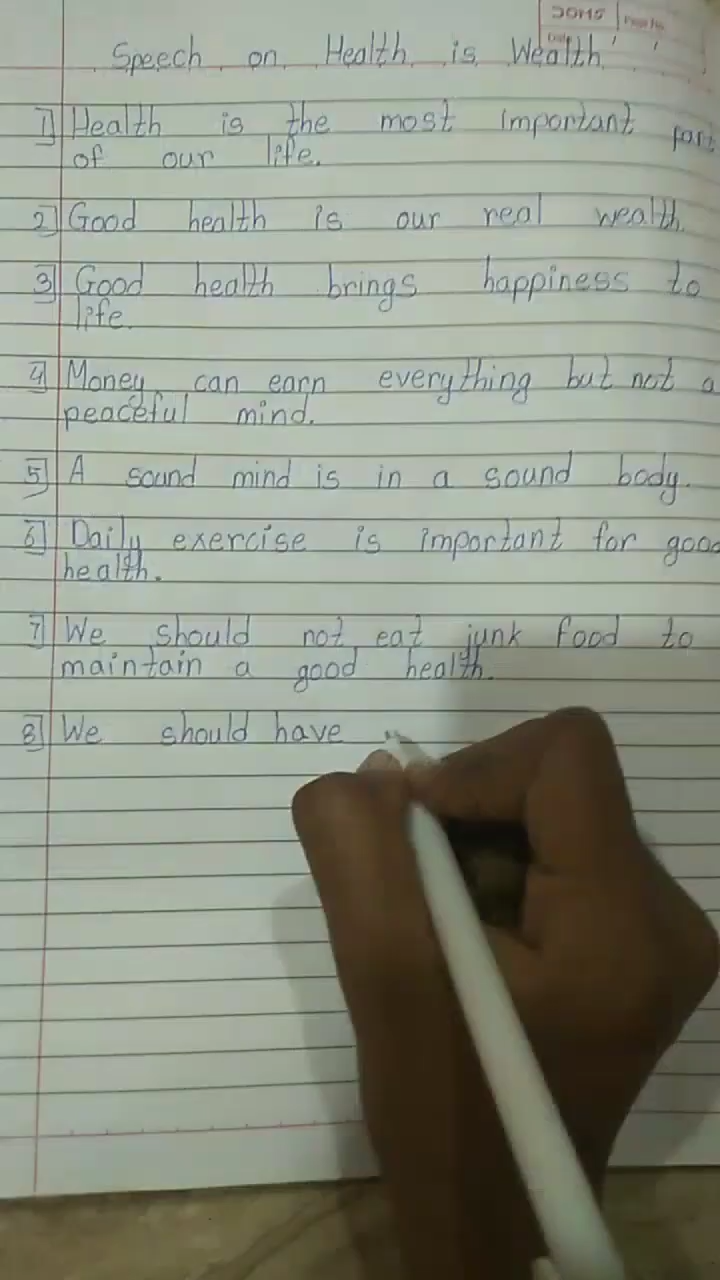 DOMS
Speech on Health is Wealth
1] Health is the most important part
of our life.
2] Good health is our real wealth.
3] Good health brings happiness to
life.
4] Money can earn everything but not a
peaceful mind.
5] A sound mind is in a sound body.
6] Daily exercise is important for good
health.
7] We should not eat junk food to
maintain a good health.
8] We should have